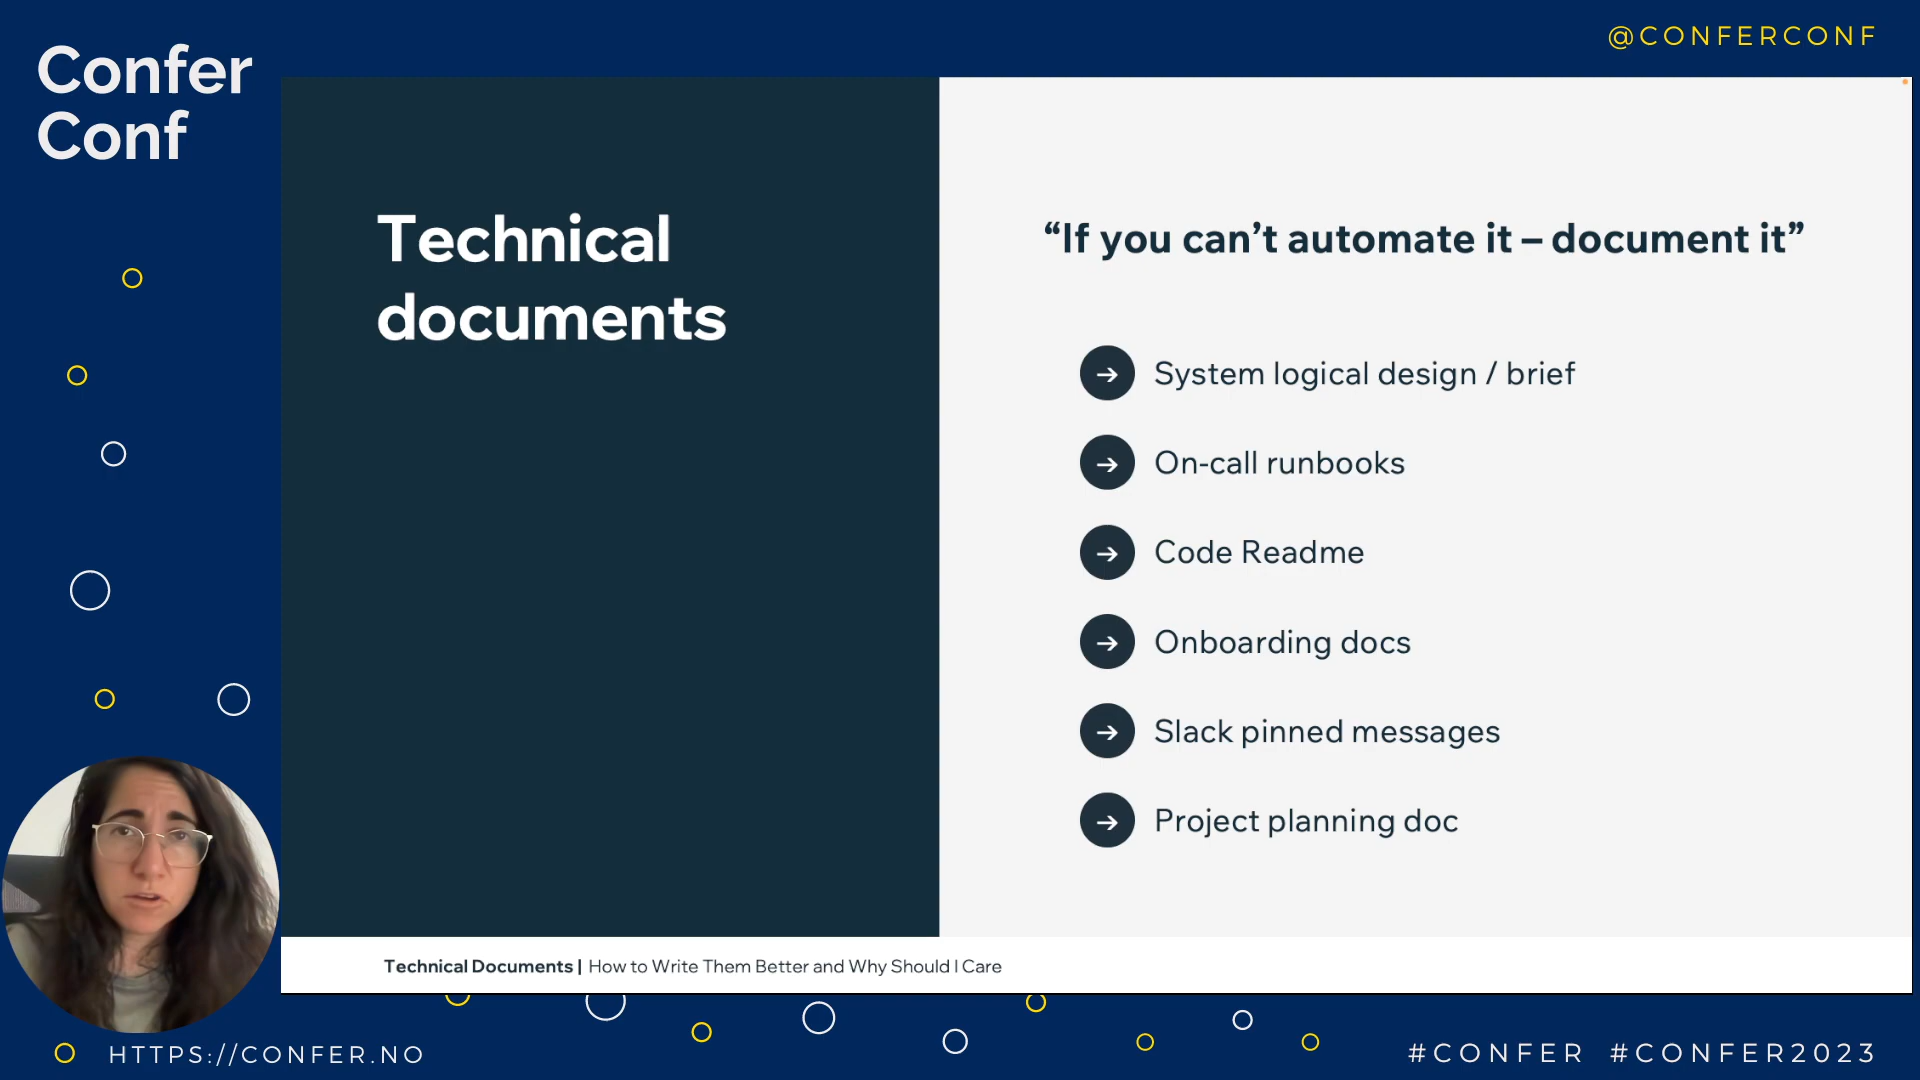 Confer
Conf
@CONFERCONF
Technical
documents
“If you can’t automate it – document it”
System logical design / brief
On-call runbooks
Code Readme
Onboarding docs
Slack pinned messages
Project planning doc
Technical Documents | How to Write Them Better and Why Should I Care
HTTPS://CONFER.NO
#CONFER #CONFER2023